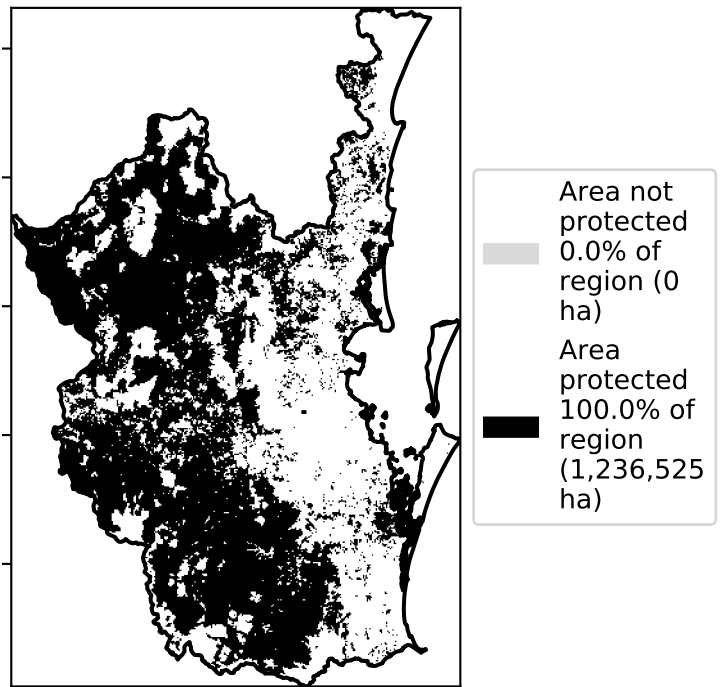 Area not
protected
0.0% of
region (0
ha)
Area
protected
100.0% of
region
(1,236,525
ha)